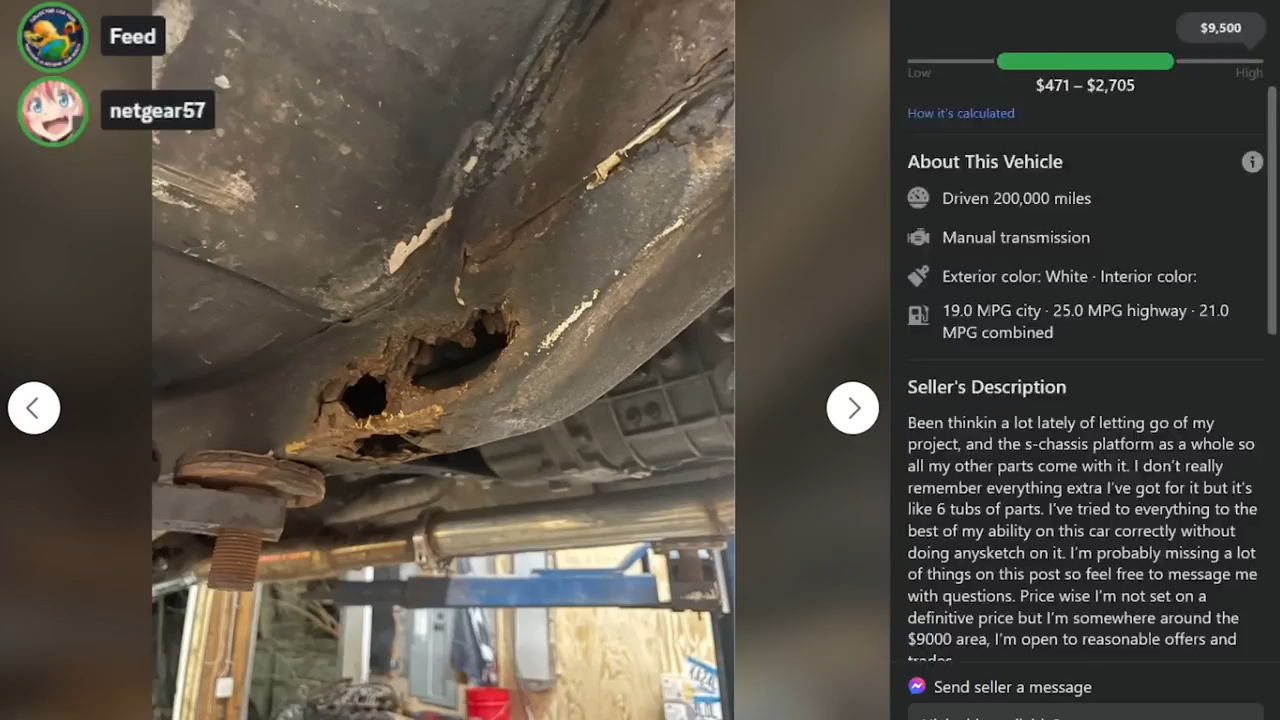 Feed
netgear57
$9,500
Low
High
$471 – $2,705
How it's calculated
About This Vehicle
Driven 200,000 miles
Manual transmission
Exterior color: White · Interior color:
19.0 MPG city · 25.0 MPG highway · 21.0
MPG combined
Seller's Description
Been thinkin a lot lately of letting go of my
project, and the s-chassis platform as a whole so
all my other parts come with it. I don't really
remember everything extra I've got for it but it's
like 6 tubs of parts. I've tried to everything to the
best of my ability on this car correctly without
doing anysketch on it. I'm probably missing a lot
of things on this post so feel free to message me
with questions. Price wise I'm not set on a
definitive price but I'm somewhere around the
$9000 area, I'm open to reasonable offers and
trades
Send seller a message